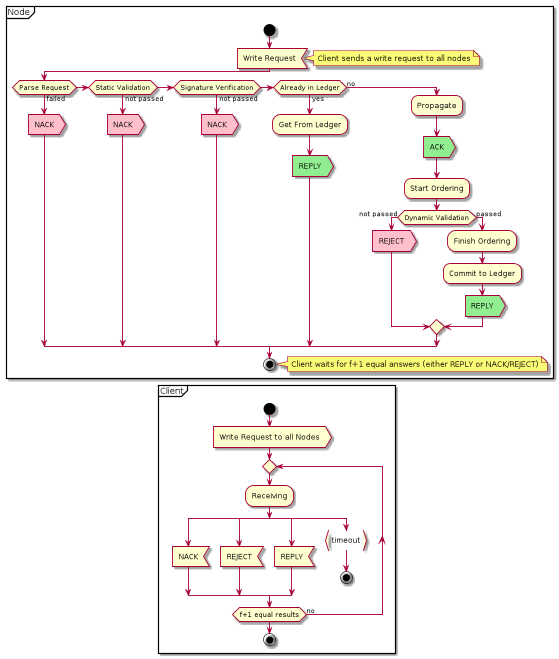 Node
Write Request
Client sends a write request to all nodes
Parse Request
Static Validation
Signature Verification
Already in Ledger
no
failed
not passed
not passed
yes
Propagate
NACK
NACK
NACK
Get From Ledger
ACK
REPLY
Start Ordering
not passed
Dynamic Validation
passed
REJECT
Finish Ordering
Commit to Ledger
REPLY
Client waits for f+1 equal answers (either REPLY or NACK/REJECT)
Client
Write Request to all Nodes
Receiving
timeout
NACK
REJECT
REPLY
f+1 equal results
no